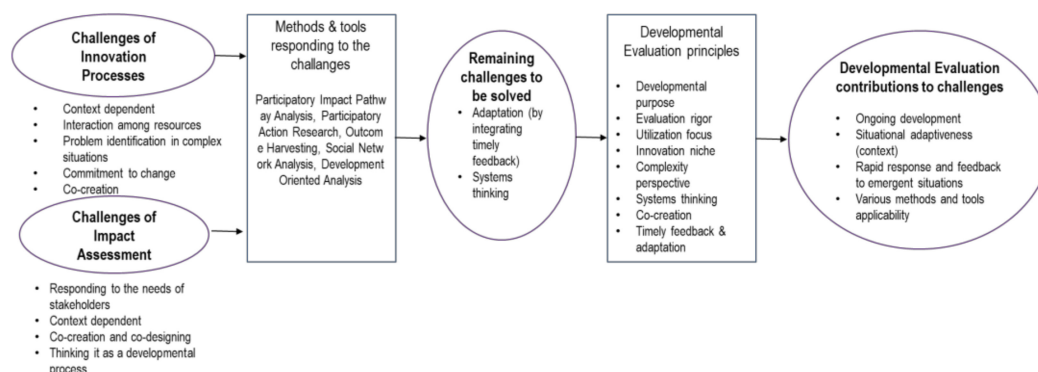 Challenges of
Innovation
Processes
• Context dependent
• Interaction among resources
• Problem identification in complex
situations
• Commitment to change
• Co-creation
Challenges of
Impact
Assessment
• Responding to the needs of
stakeholders
• Context dependent
• Co-creation and co-designing
• Thinking it as a developmental
process
Methods & tools
responding to the
challanges
Participatory Impact Pathw
ay Analysis, Participatory
Action Research, Outcom
e Harvesting, Social Netw
ork Analysis, Development
Oriented Analysis
Remaining
challenges to
be solved
• Adaptation (by
integrating
timely
feedback)
• Systems
thinking
Developmental
Evaluation principles
• Developmental
purpose
• Evaluation rigor
• Utilization focus
• Innovation niche
• Complexity
perspective
• Systems thinking
• Co-creation
• Timely feedback &
adaptation
Developmental Evaluation
contributions to challenges
• Ongoing development
• Situational adaptiveness
(context)
• Rapid response and feedback
to emergent situations
• Various methods and tools
applicability